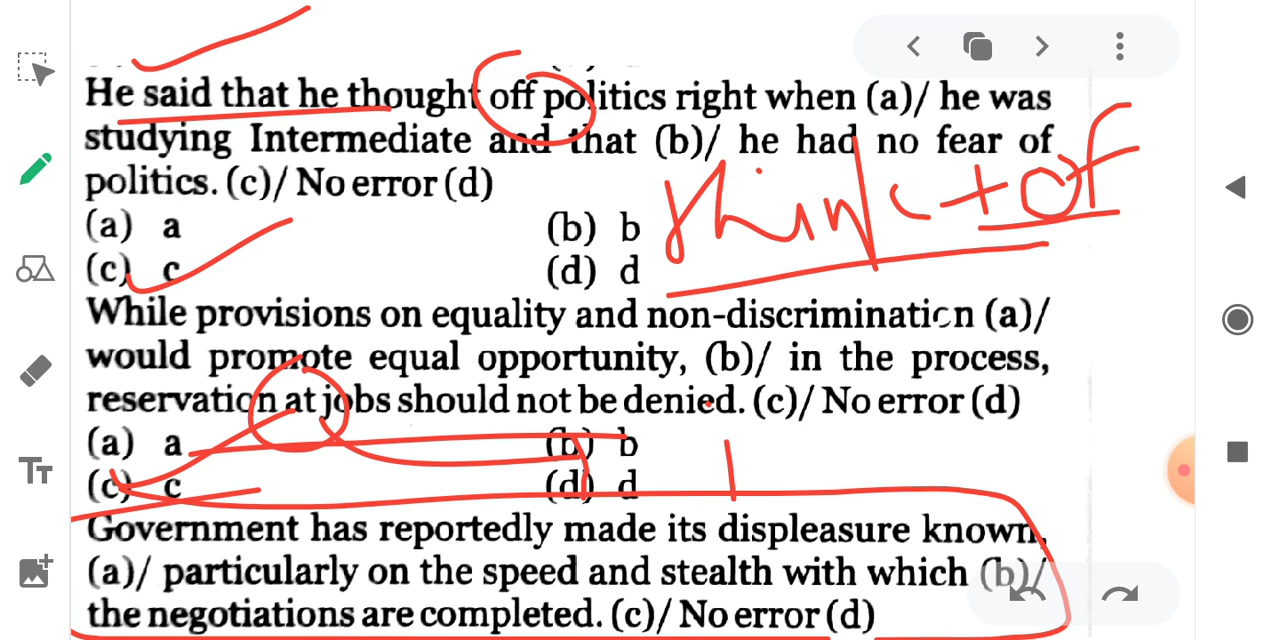 He said that he thought off politics right when (a)/ he was
studying Intermediate and that (b)/ he had no fear of
politics. (c)/ No error (d)
(a) a (b) b
(c) c (d) d
think + of
While provisions on equality and non-discrimination (a)/
would promote equal opportunity, (b)/ in the process,
reservation at jobs should not be denied. (c)/ No error (d)
(a) a (b) b
(c) c (d) d
Government has reportedly made its displeasure known,
(a)/ particularly on the speed and stealth with which (b)/
the negotiations are completed. (c)/ No error (d)
TT